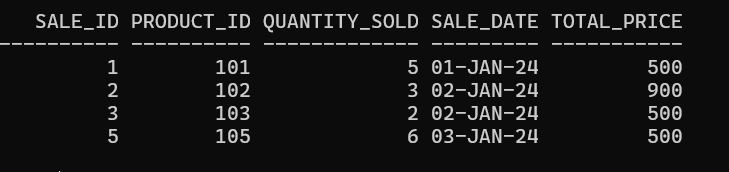 SALE_ID PRODUCT_ID QUANTITY_SOLD SALE_DATE TOTAL_PRICE
---------- ---------- ------------- --------- -----------
1 101 5 01-JAN-24 500
2 102 3 02-JAN-24 900
3 103 2 02-JAN-24 500
5 105 6 03-JAN-24 500